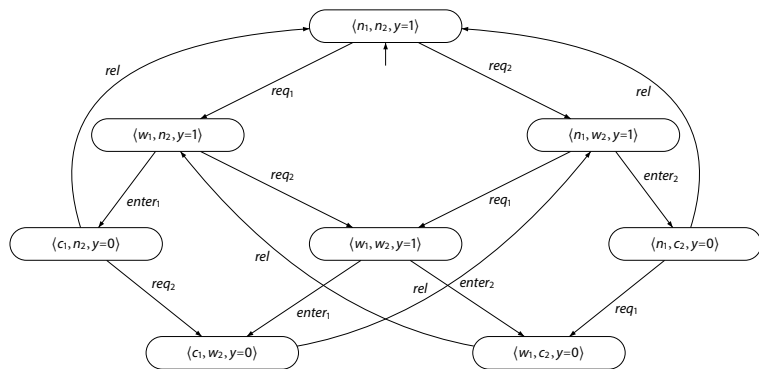 ⟨n₁, n₂, y=1⟩
rel
req₁
req₂
rel
⟨w₁, n₂, y=1⟩
⟨n₁, w₂, y=1⟩
enter₁
req₂
req₁
enter₂
⟨c₁, n₂, y=0⟩
⟨w₁, w₂, y=1⟩
⟨n₁, c₂, y=0⟩
req₂
rel
enter₁
rel
enter₂
req₁
⟨c₁, w₂, y=0⟩
⟨w₁, c₂, y=0⟩